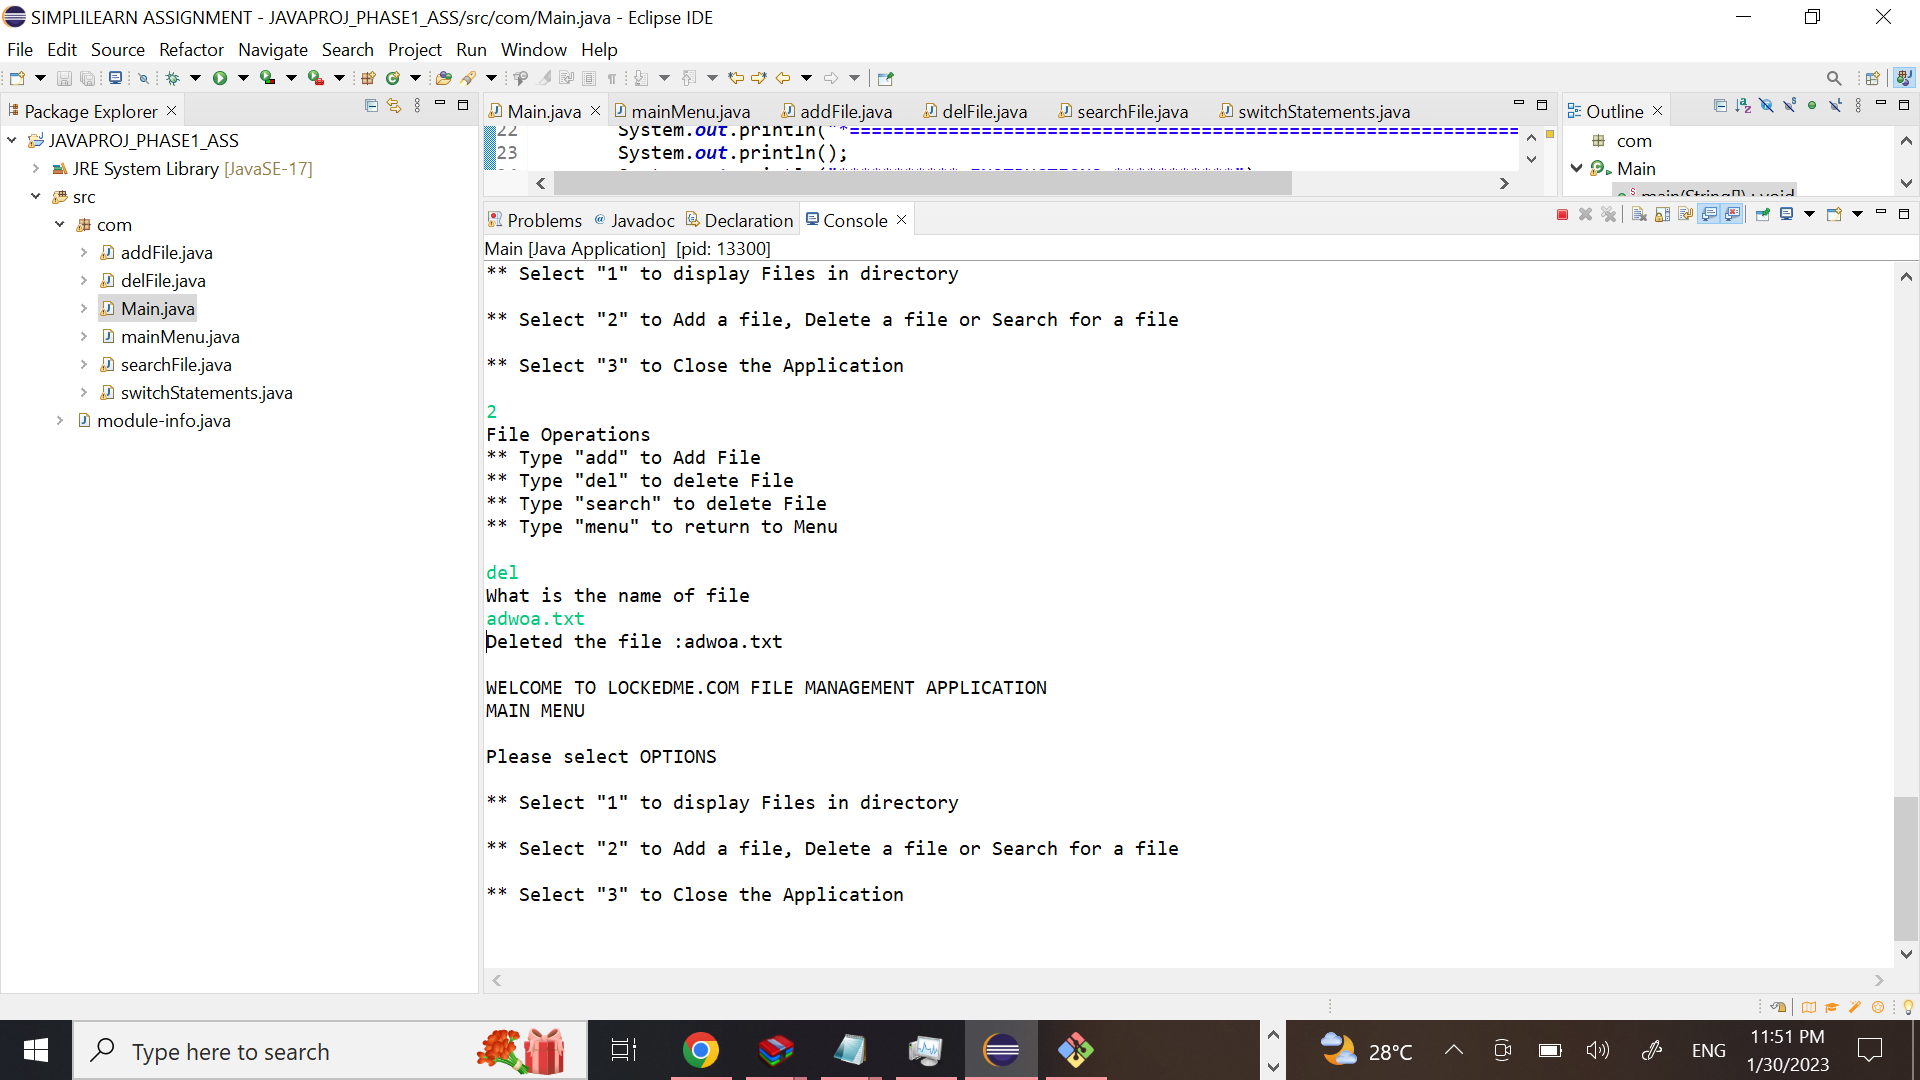 SIMPLILEARN ASSIGNMENT - JAVAPROJ_PHASE1_ASS/src/com/Main.java - Eclipse IDE
File Edit Source Refactor Navigate Search Project Run Window Help
Package Explorer
Main.java mainMenu.java addFile.java delFile.java searchFile.java switchStatements.java
Outline
JAVAPROJ_PHASE1_ASS
JRE System Library [JavaSE-17]
src
com
addFile.java
delFile.java
Main.java
mainMenu.java
searchFile.java
switchStatements.java
module-info.java
23 System.out.println();
com
Main
main(String[]) : void
Problems Javadoc Declaration Console
Main [Java Application] [pid: 13300]
** Select "1" to display Files in directory
** Select "2" to Add a file, Delete a file or Search for a file
** Select "3" to Close the Application
2
File Operations
** Type "add" to Add File
** Type "del" to delete File
** Type "search" to delete File
** Type "menu" to return to Menu
del
What is the name of file
adwoa.txt
Deleted the file :adwoa.txt
WELCOME TO LOCKEDME.COM FILE MANAGEMENT APPLICATION
MAIN MENU
Please select OPTIONS
** Select "1" to display Files in directory
** Select "2" to Add a file, Delete a file or Search for a file
** Select "3" to Close the Application
Type here to search
28°C
ENG
11:51 PM
1/30/2023